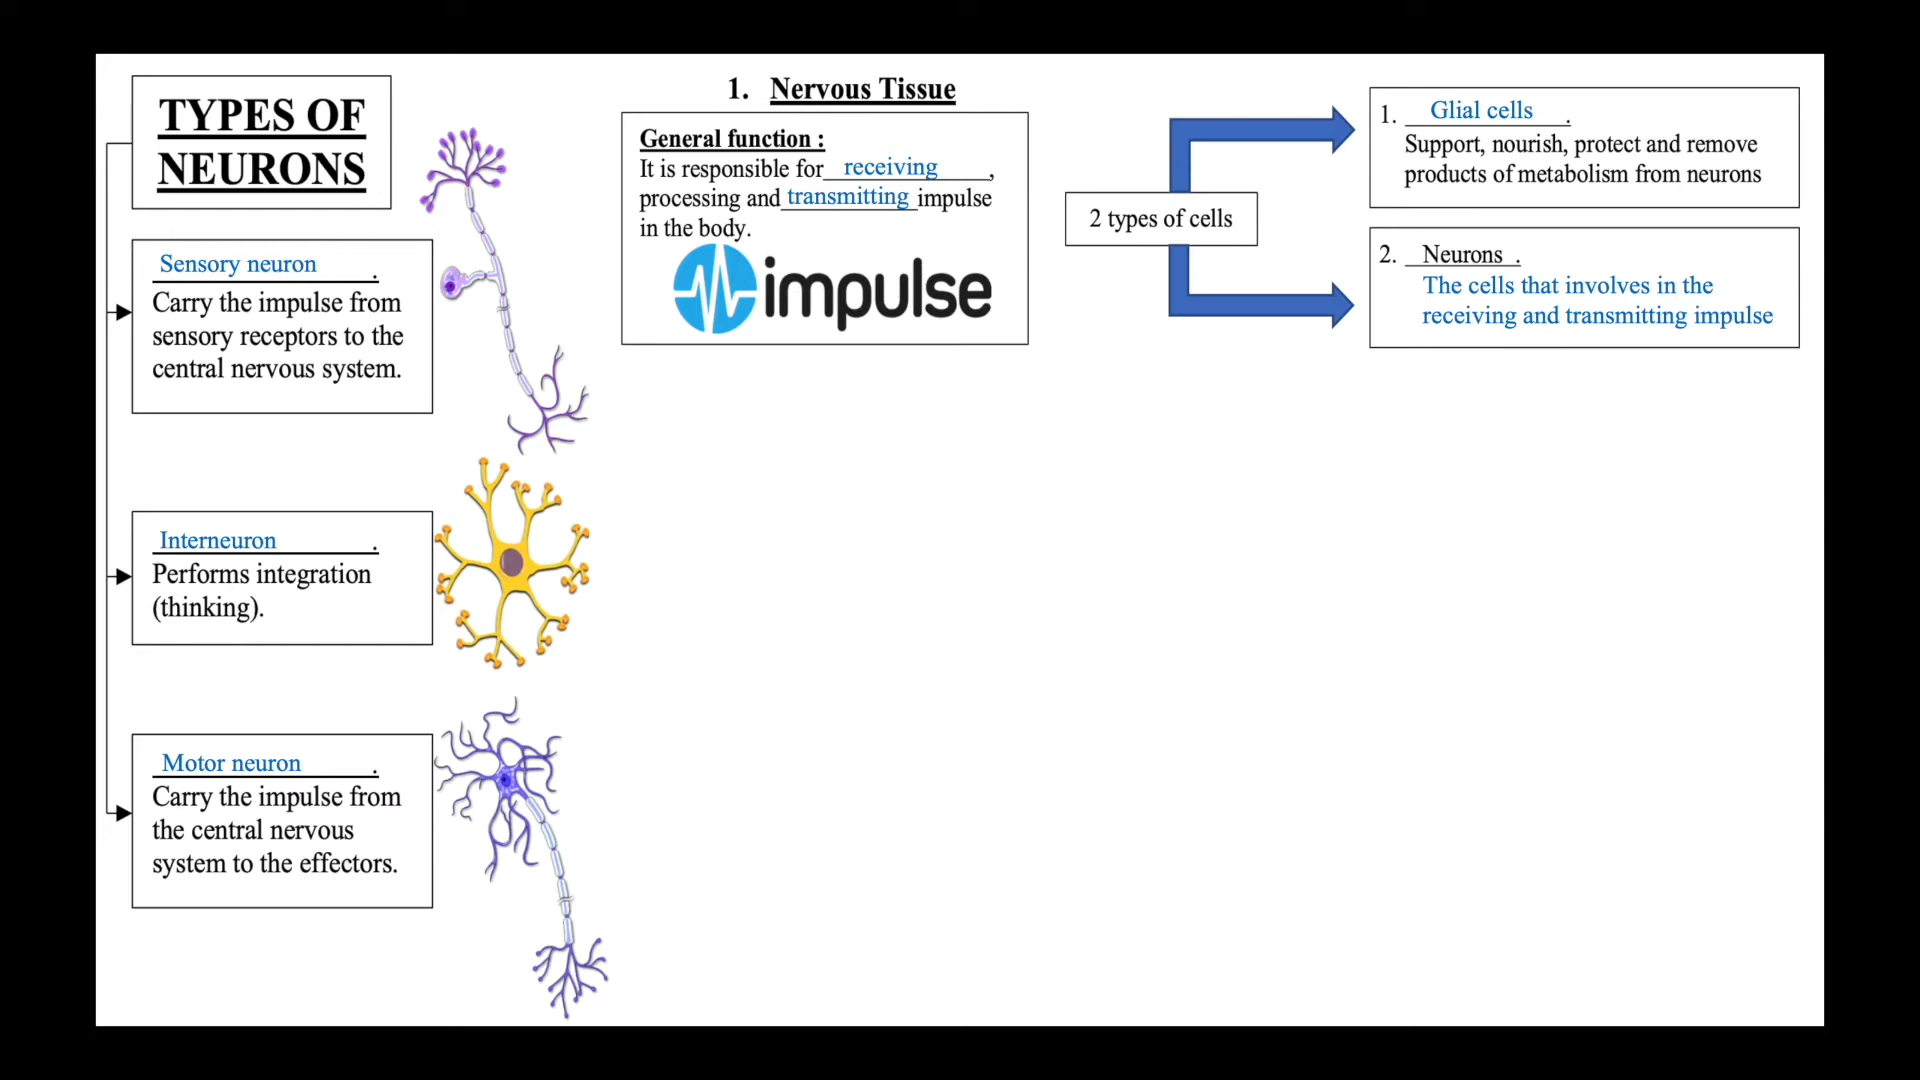 TYPES OF
NEURONS
Sensory neuron .
Carry the impulse from
sensory receptors to the
central nervous system.
Interneuron .
Performs integration
(thinking).
Motor neuron .
Carry the impulse from
the central nervous
system to the effectors.
1. Nervous Tissue
General function :
It is responsible for receiving ,
processing and transmitting impulse
in the body.
impulse
2 types of cells
1. Glial cells .
Support, nourish, protect and remove
products of metabolism from neurons
2. Neurons .
The cells that involves in the
receiving and transmitting impulse